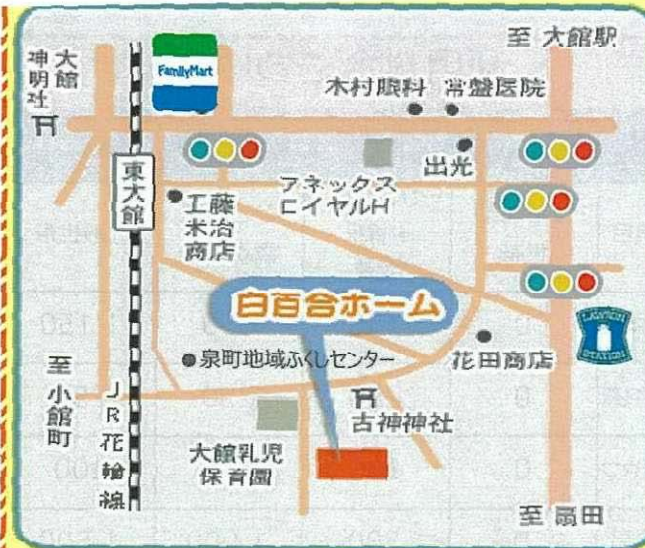 至 大館駅
大館
神明社
FamilyMart
木村眼科
常盤医院
出光
東大館
工藤
米治
商店
アネックス
ロイヤルH
白百合ホーム
LAWSON
STATION
花田商店
泉町地域ふくしセンター
至小館町
JR花輪線
古神神社
大館乳児
保育園
至 扇田